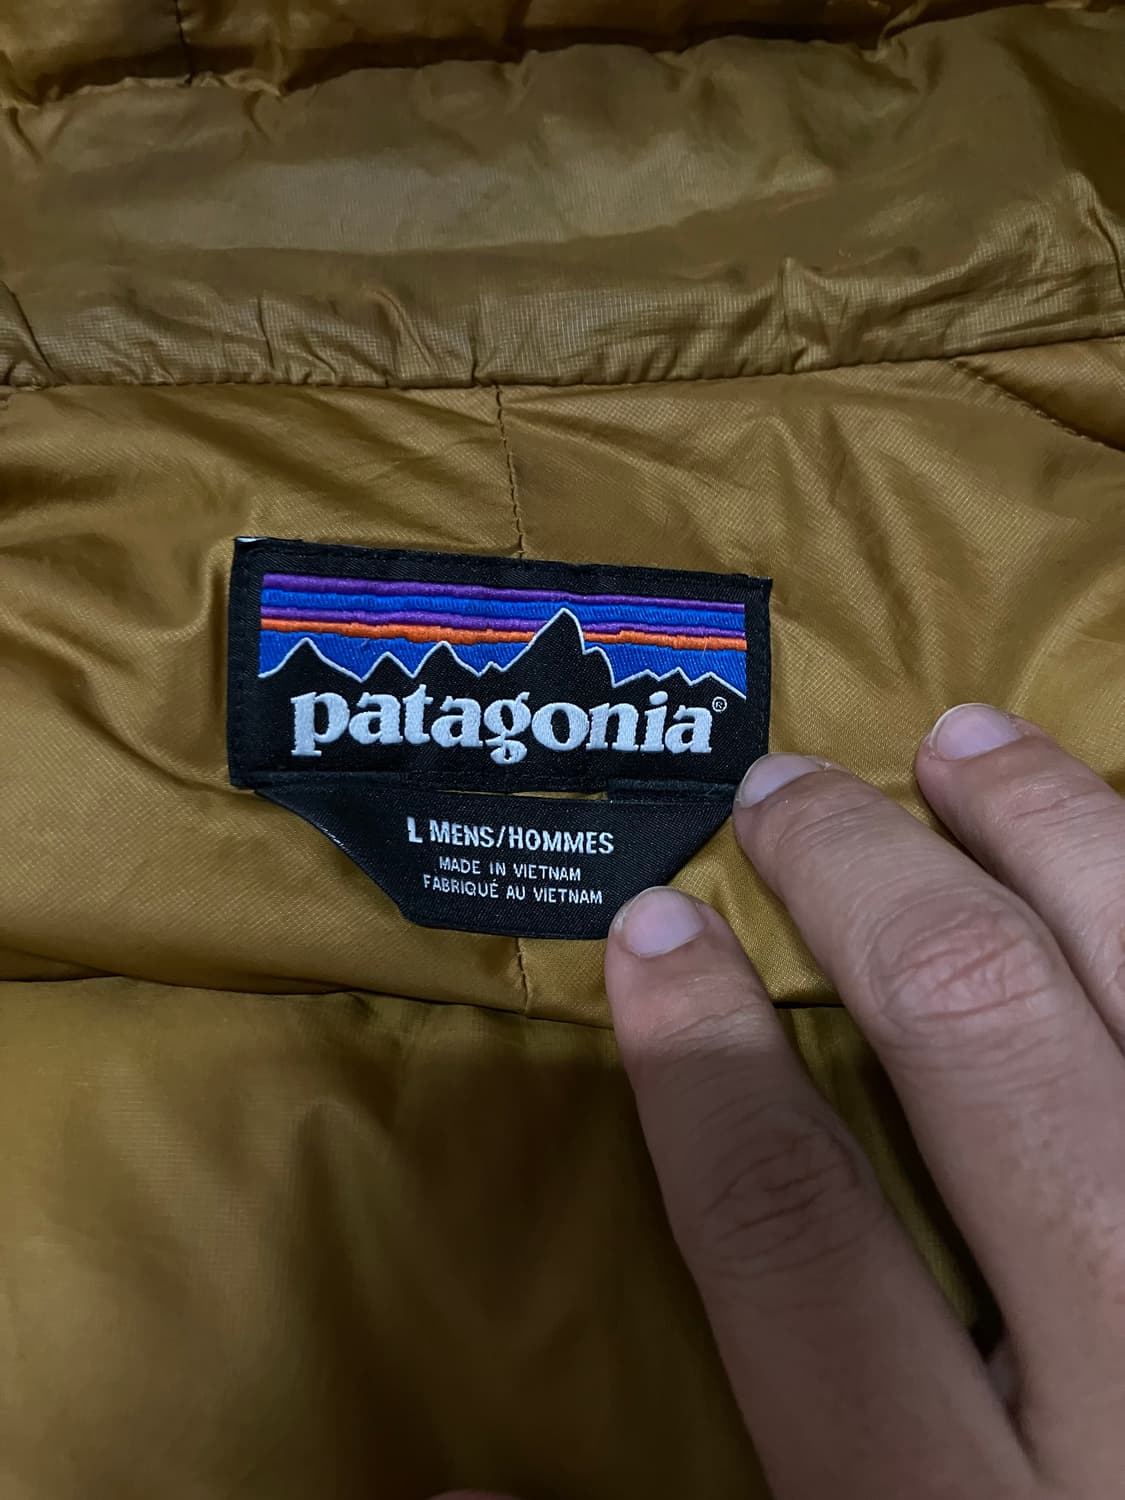 patagonia®
L MENS/HOMMES
MADE IN VIETNAM
FABRIQUÉ AU VIETNAM